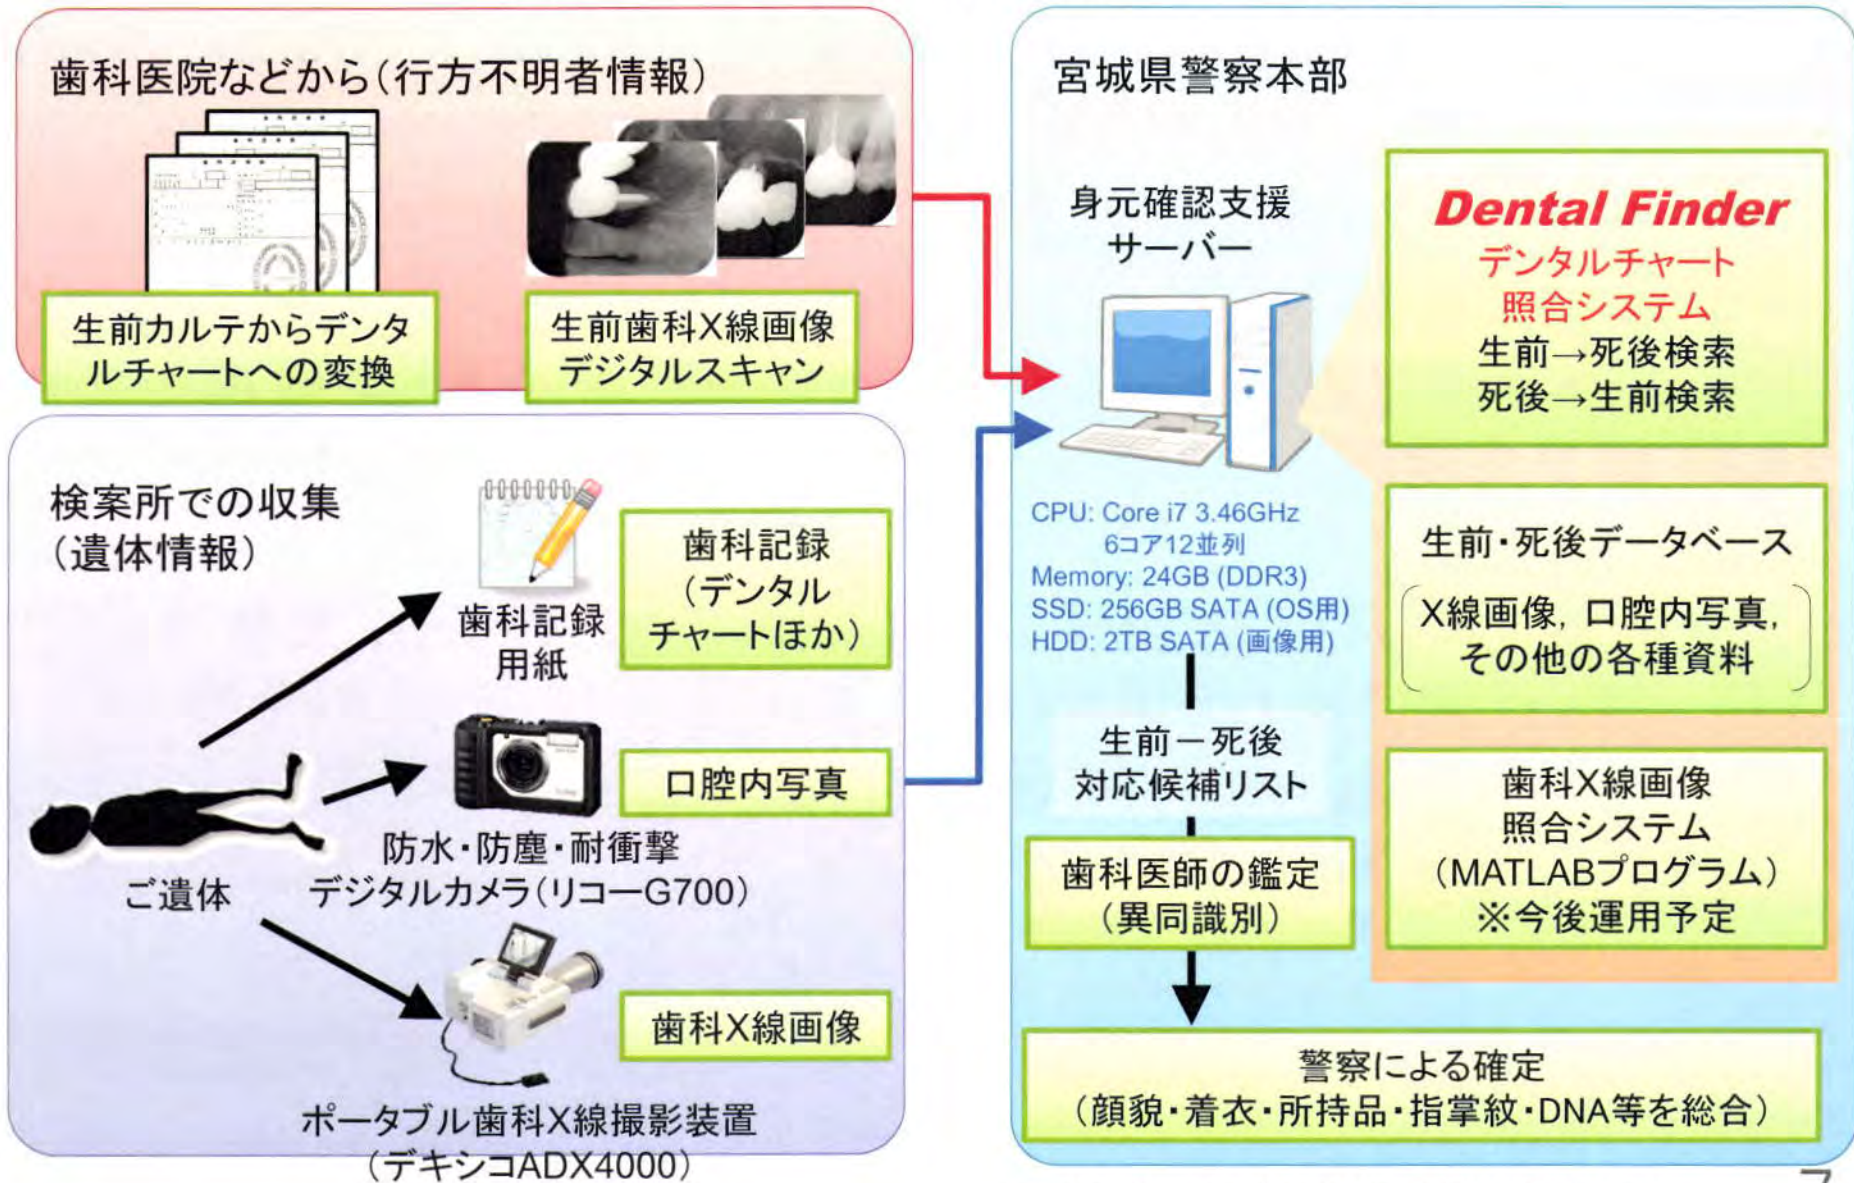 歯科医院などから(行方不明者情報)
生前カルテからデンタ
ルチャートへの変換
生前歯科X線画像
デジタルスキャン
検案所での収集
(遺体情報)
歯科記録
用紙
歯科記録
(デンタル
チャートほか)
口腔内写真
防水・防塵・耐衝撃
デジタルカメラ(リコーG700)
ご遺体
歯科X線画像
ポータブル歯科X線撮影装置
(デキシコADX4000)
宮城県警察本部
身元確認支援
サーバー
CPU: Core i7 3.46GHz
6コア12並列
Memory: 24GB (DDR3)
SSD: 256GB SATA (OS用)
HDD: 2TB SATA (画像用)
生前－死後
対応候補リスト
歯科医師の鑑定
(異同識別)
Dental Finder
デンタルチャート
照合システム
生前→死後検索
死後→生前検索
生前・死後データベース
X線画像, 口腔内写真,
その他の各種資料
歯科X線画像
照合システム
(MATLABプログラム)
※今後運用予定
警察による確定
(顔貌・着衣・所持品・指掌紋・DNA等を総合)